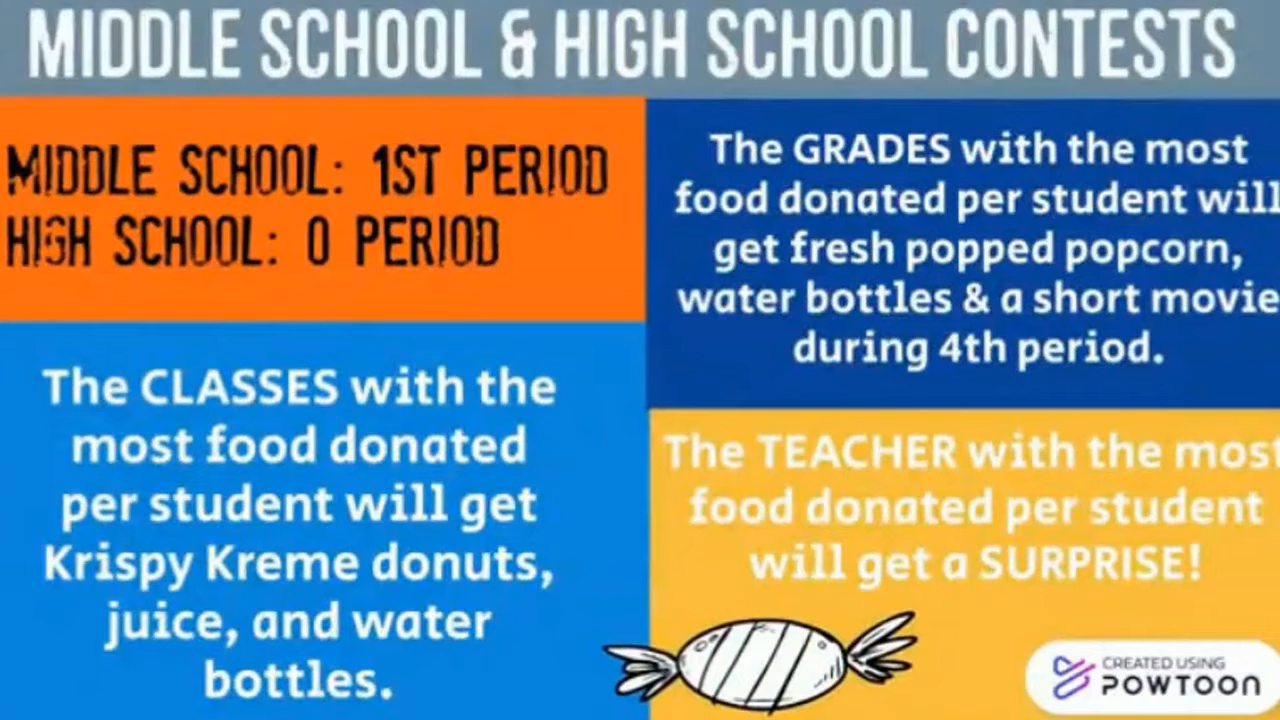 MIDDLE SCHOOL & HIGH SCHOOL CONTESTS
MIDDLE SCHOOL: 1ST PERIOD
HIGH SCHOOL: 0 PERIOD
The CLASSES with the
most food donated
per student will get
Krispy Kreme donuts,
juice, and water
bottles.
The GRADES with the most
food donated per student will
get fresh popped popcorn,
water bottles & a short movie
during 4th period.
The TEACHER with the most
food donated per student
will get a SURPRISE!
CREATED USING
POWTOON